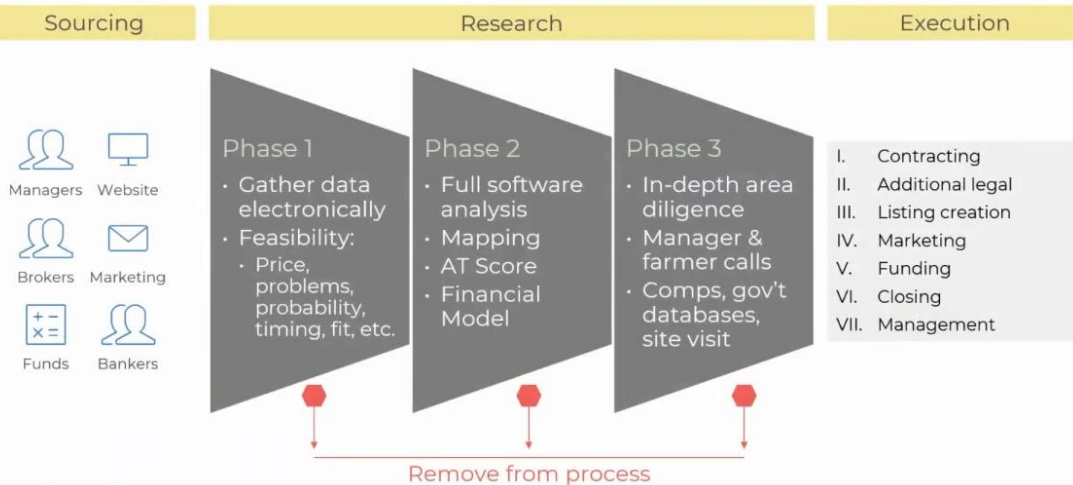 Sourcing
Research
Execution
Managers
Website
Brokers
Marketing
Funds
Bankers
Phase 1
· Gather data
electronically
· Feasibility:
· Price,
problems,
probability,
timing, fit, etc.
Phase 2
· Full software
analysis
· Mapping
· AT Score
· Financial
Model
Phase 3
· In-depth area
diligence
· Manager &
farmer calls
· Comps, gov't
databases,
site visit
I. Contracting
II. Additional legal
III. Listing creation
IV. Marketing
V. Funding
VI. Closing
VII. Management
Remove from process